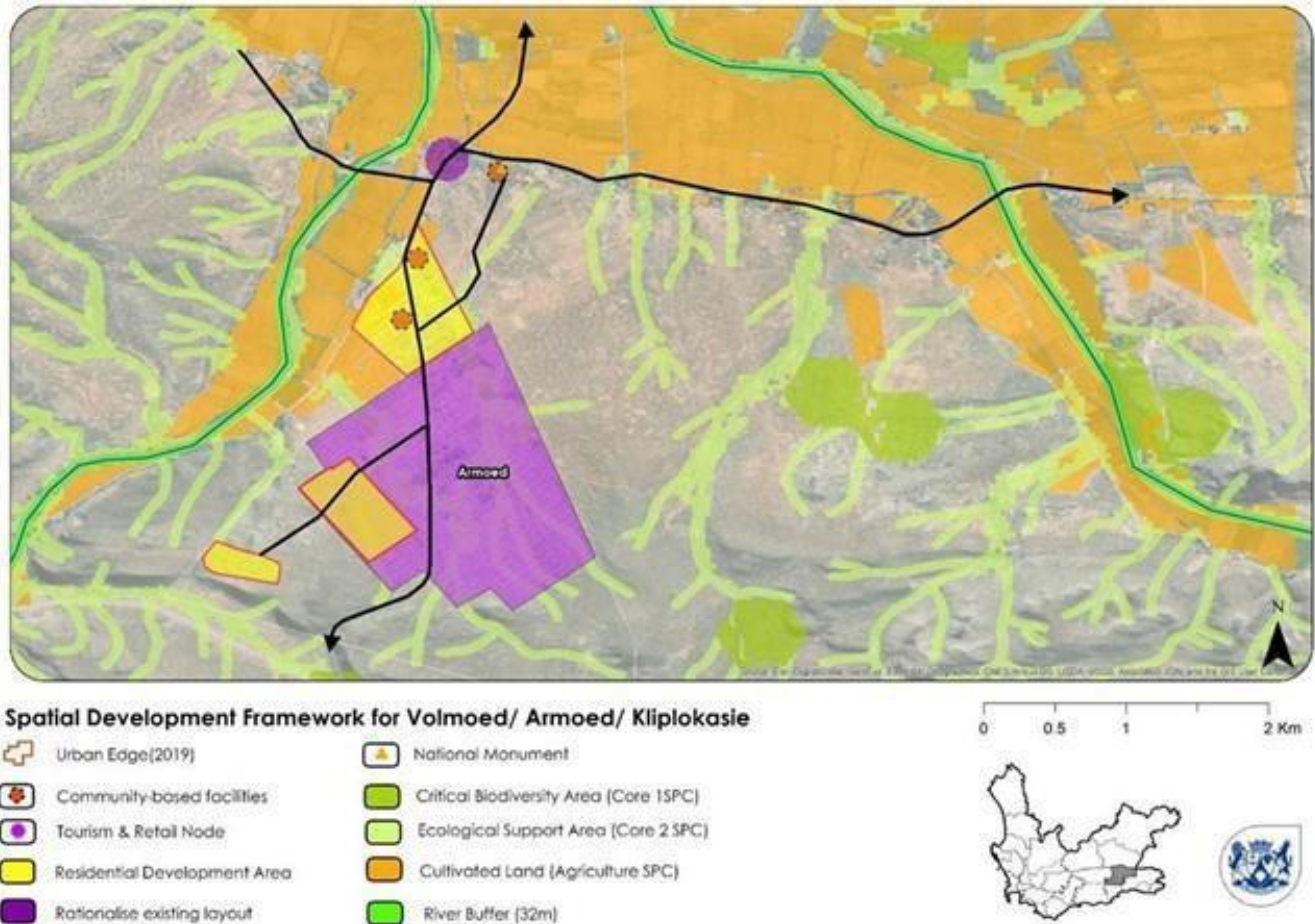 Armoed
N
Spatial Development Framework for Volmoed/ Armoed/ Kliplokasie
0 0.5 1 2 Km
Urban Edge(2019)
National Monument
Community-based facilities
Critical Biodiversity Area (Core 1SPC)
Tourism & Retail Node
Ecological Support Area (Core 2 SPC)
Residential Development Area
Cultivated Land (Agriculture SPC)
Rationalise existing layout
River Buffer (32m)